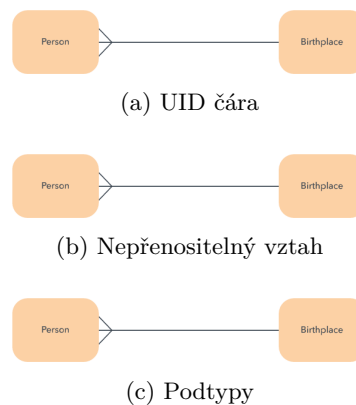 Person Birthplace
(a) UID čára
Person Birthplace
(b) Nepřenositelný vztah
Person Birthplace
(c) Podtypy